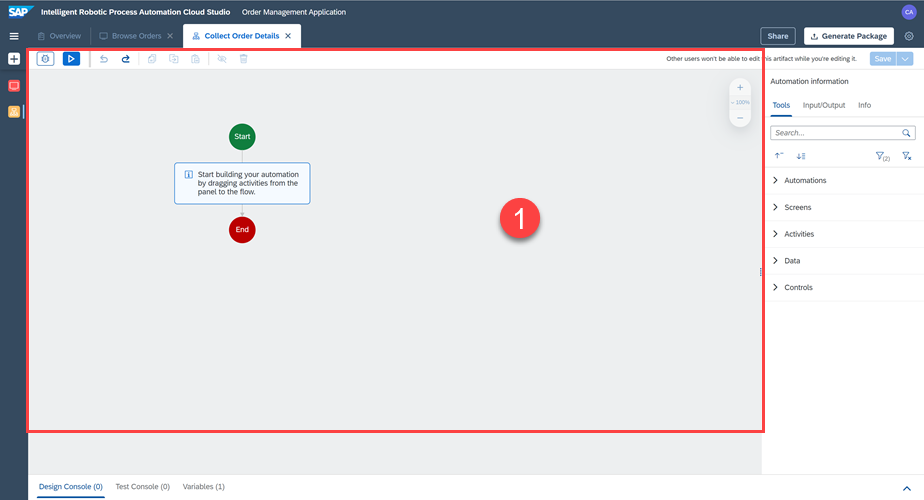 SAP Intelligent Robotic Process Automation Cloud Studio Order Management Application CA
Overview Browse Orders Collect Order Details Share Generate Package
Other users won't be able to edit this artifact while you're editing it. Save
Automation information
100%
Tools Input/Output Info
Search...
(2)
Start
Start building your automation
by dragging activities from the
panel to the flow.
End
1
Automations
Screens
Activities
Data
Controls
Design Console (0) Test Console (0) Variables (1)